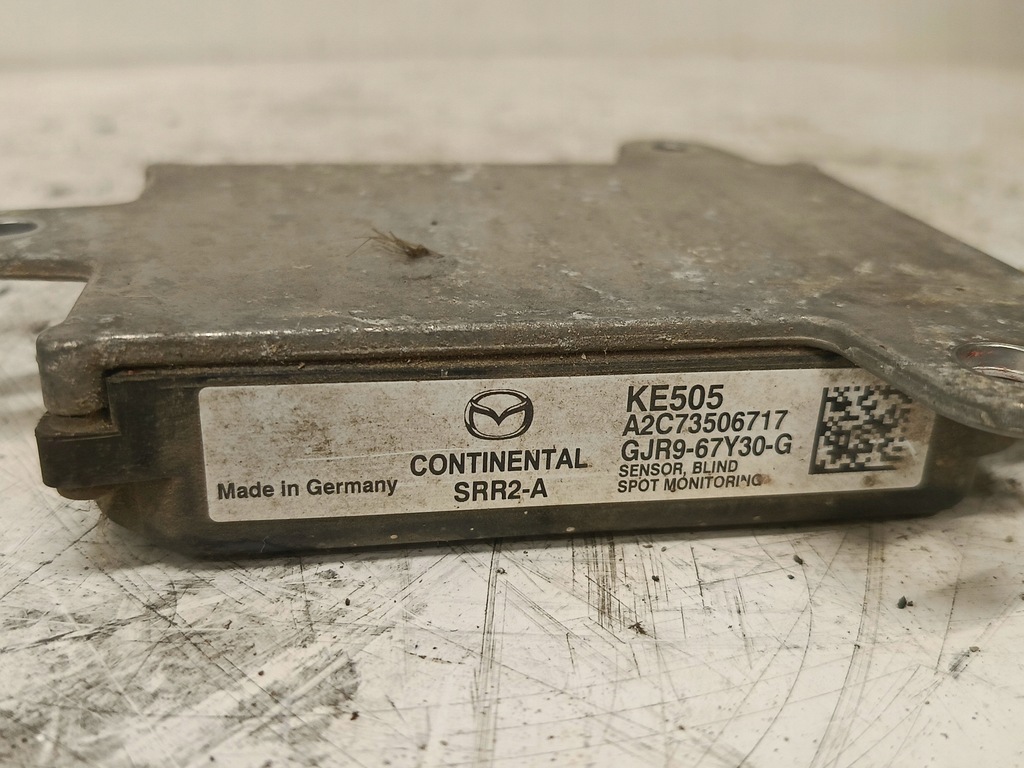 Made in Germany
CONTINENTAL
SRR2-A
KE505
A2C73506717
GJR9-67Y30-G
SENSOR, BLIND
SPOT MONITORING